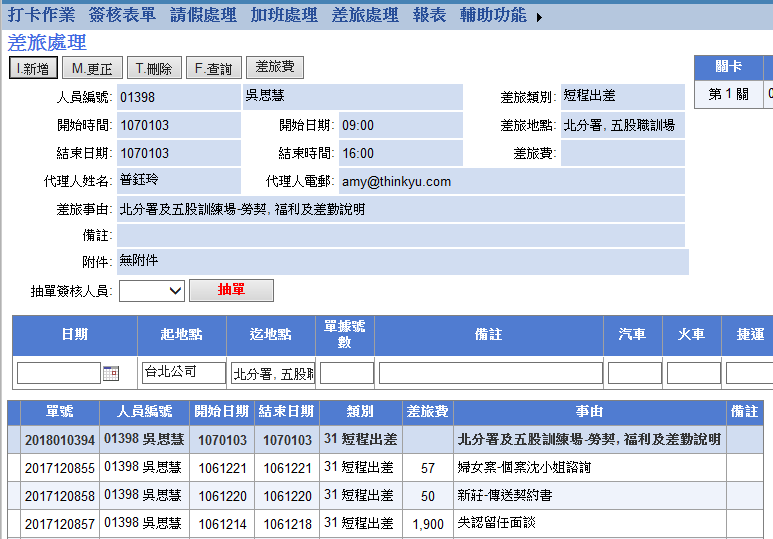 打卡作業 簽核表單 請假處理 加班處理 差旅處理 報表 輔助功能
差旅處理
I.新增 M.更正 T.刪除 F.查詢 差旅費
關卡
第 1 關
人員編號: 01398 吳思慧 差旅類別: 短程出差
開始時間: 1070103 開始日期: 09:00 差旅地點: 北分署, 五股職訓場
結束日期: 1070103 結束時間: 16:00 差旅費:
代理人姓名: 曾鈺玲 代理人電郵: amy@thinkyu.com
差旅事由: 北分署及五股訓練場-勞契, 福利及差勤說明
備註:
附件: 無附件
抽單簽核人員: 抽單
日期 起地點 迄地點 單據號數 備註 汽車 火車 捷運
台北公司 北分署, 五股職
單號 人員編號 開始日期 結束日期 類別 差旅費 事由 備註
2018010394 01398 吳思慧 1070103 1070103 31 短程出差 北分署及五股訓練場-勞契, 福利及差勤說明
2017120855 01398 吳思慧 1061221 1061221 31 短程出差 57 婦女案-個案沈小姐諮詢
2017120858 01398 吳思慧 1061220 1061220 31 短程出差 50 新莊-傳送契約書
2017120857 01398 吳思慧 1061214 1061218 31 短程出差 1,900 失認留任面談